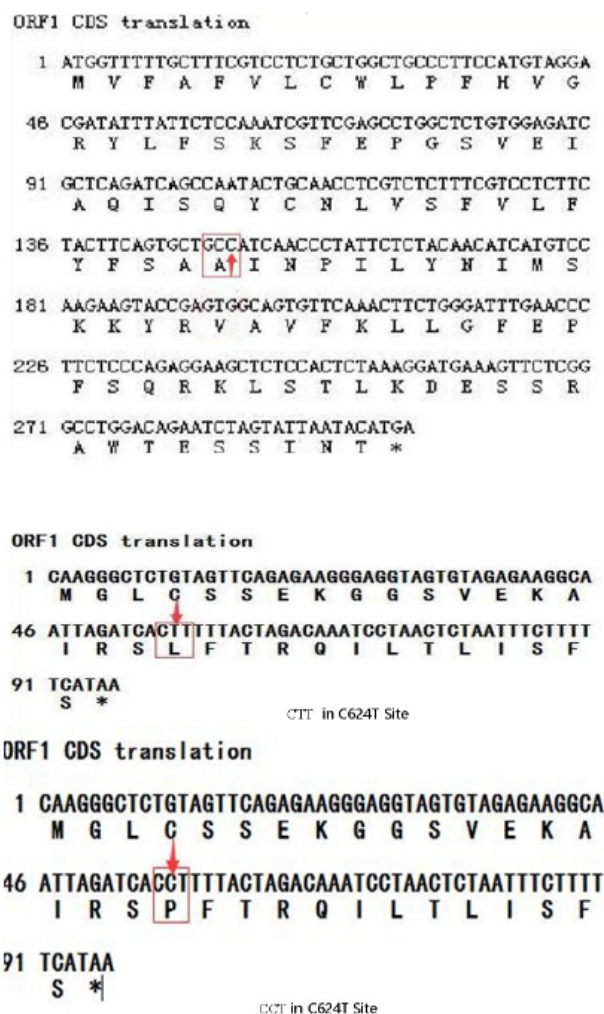 ORF1 CDS translation
1 ATGGTTTTTGCTTTCGTCCTCTGCTGGCTGCCCTTCCATGTAGGA
M V F A F V L C W L P F H V G
46 CGATATTTATTCTCCAAATCGTTCGAGCCTGGCTCTGTGGAGATC
R Y L F S K S F E P G S V E I
91 GCTCAGATCAGCCAATACTGCAACCTCGTCTCTTTCGTCCTCTTC
A Q I S Q Y C N L V S F V L F
136 TACTTCAGTGCTGCCATCAACCCTATTCTCTACAACATCATGTCC
Y F S A A I N P I L Y N I M S
181 AAGAAGTACCGAGTGGCAGTGTTCAAACTTCTGGGATTTGAACCC
K K Y R V A V F K L L G F E P
226 TTCTCCCAGAGGAAGCTCTCCACTCTAAAGGATGAAAGTTCTCGG
F S Q R K L S T L K D E S S R
271 GCCTGGACAGAATCTAGTATTAATACATGA
A W T E S S I N T *
ORF1 CDS translation
1 CAAGGGCTCTGTAGTTCAGAGAAGGGAGGTAGTGTAGAGAAGGCA
M G L C S S E K G G S V E K A
46 ATTAGATCACTTTTTACTAGACAAATCCTAACTCTAATTTCTTTT
I R S L F T R Q I L T L I S F
91 TCATAA
S *
CTT in C624T Site
ORF1 CDS translation
1 CAAGGGCTCTGTAGTTCAGAGAAGGGAGGTAGTGTAGAGAAGGCA
M G L C S S E K G G S V E K A
46 ATTAGATCACCTTTTACTAGACAAATCCTAACTCTAATTTCTTTT
I R S P F T R Q I L T L I S F
91 TCATAA
S *
CCT in C624T Site